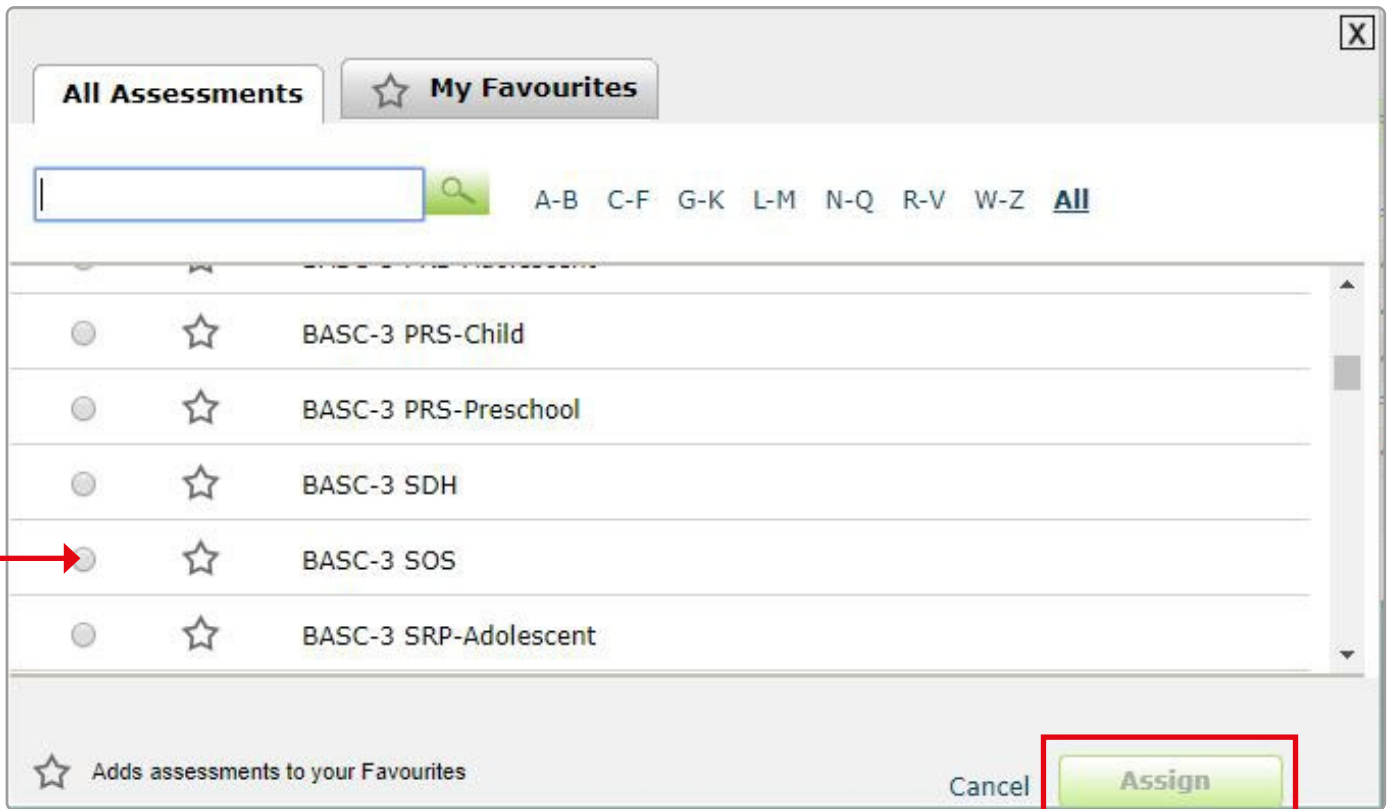 X
All Assessments
My Favourites
A-B C-F G-K L-M N-Q R-V W-Z All
BASC-3 PRS-Child
BASC-3 PRS-Preschool
BASC-3 SDH
BASC-3 SOS
BASC-3 SRP-Adolescent
Adds assessments to your Favourites
Cancel
Assign